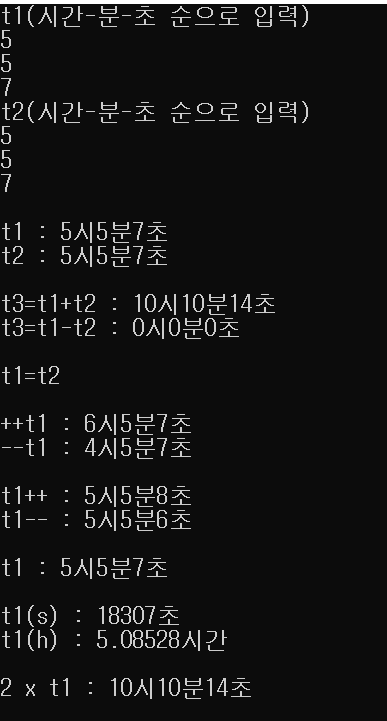 t1(시간-분-초 순으로 입력)
5
5
7
t2(시간-분-초 순으로 입력)
5
5
7
t1 : 5시5분7초
t2 : 5시5분7초
t3=t1+t2 : 10시10분14초
t3=t1-t2 : 0시0분0초
t1=t2
++t1 : 6시5분7초
--t1 : 4시5분7초
t1++ : 5시5분8초
t1-- : 5시5분6초
t1 : 5시5분7초
t1(s) : 18307초
t1(h) : 5.08528시간
2 x t1 : 10시10분14초